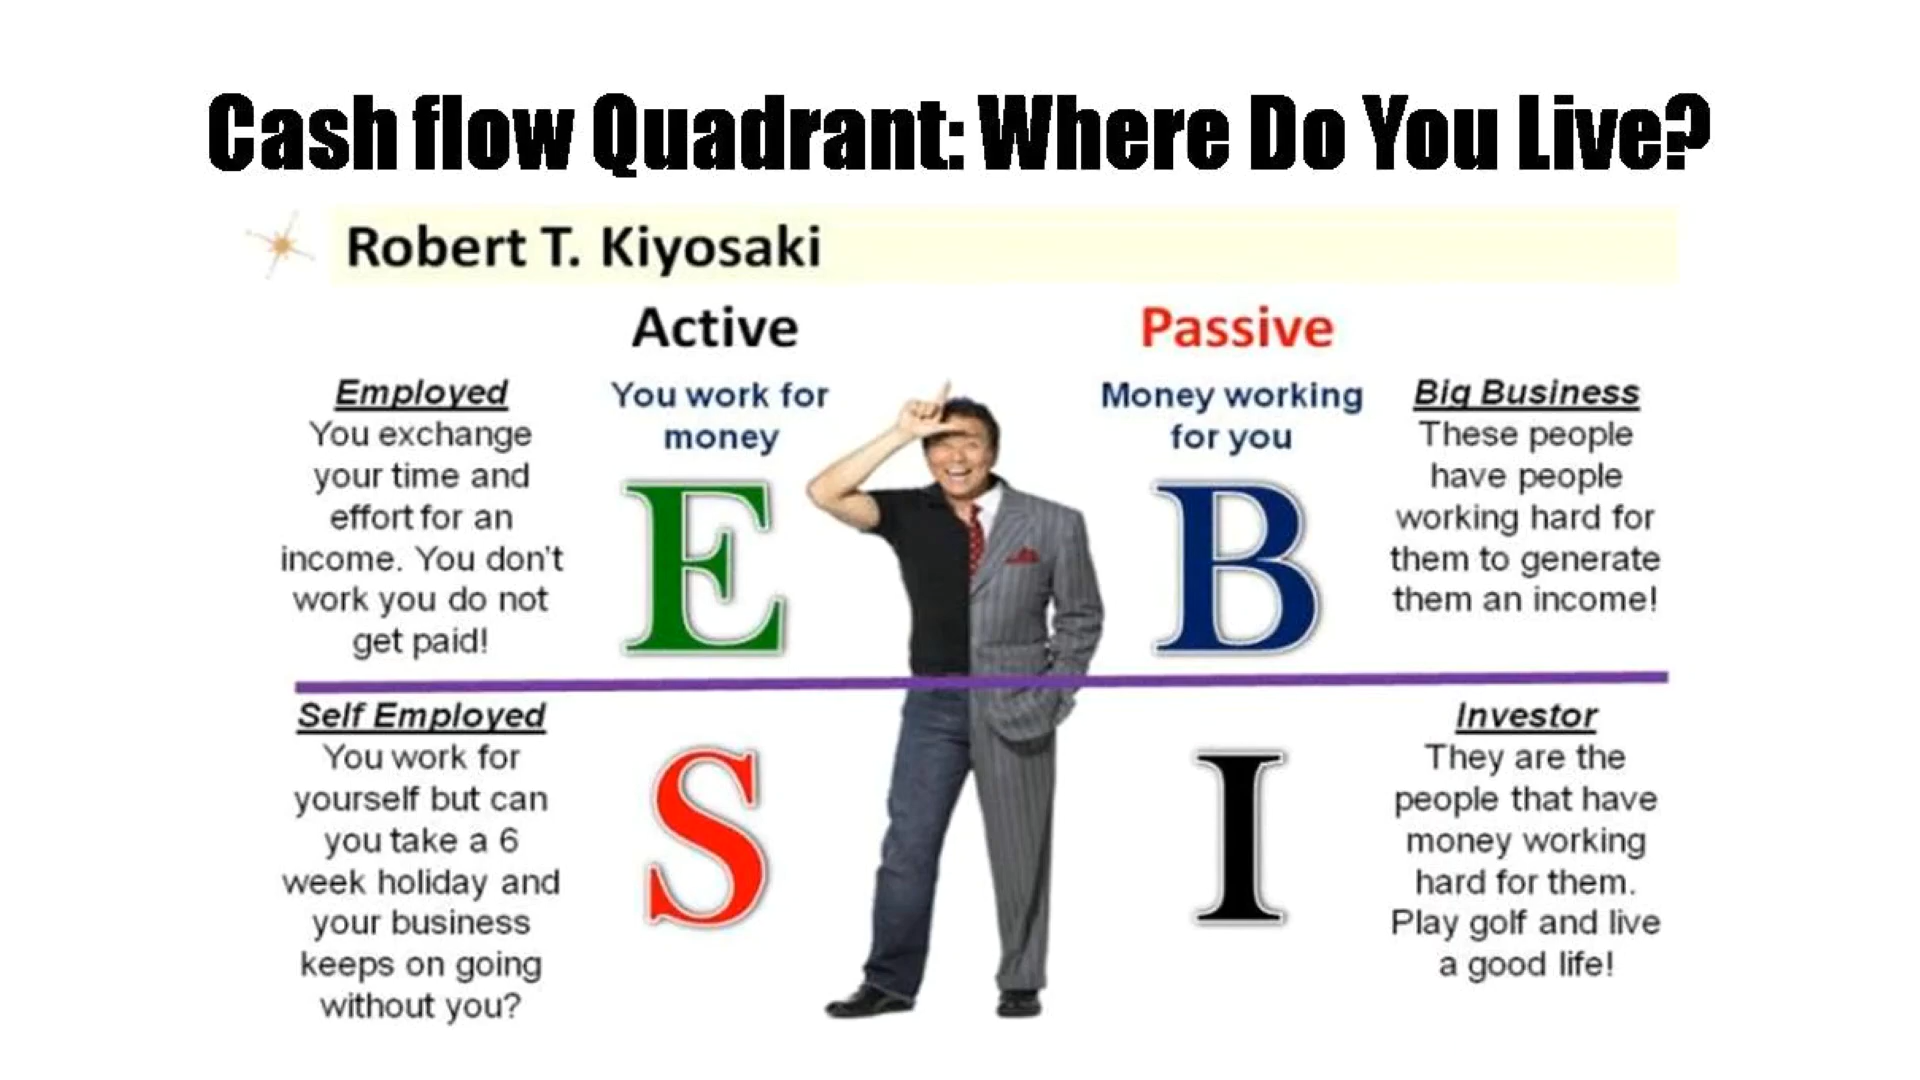 Cash flow Quadrant: Where Do You Live?
Robert T. Kiyosaki
Active
Passive
Employed
You exchange
your time and
effort for an
income. You don't
work you do not
get paid!
You work for
money
E
Money working
for you
B
Big Business
These people
have people
working hard for
them to generate
them an income!
Self Employed
You work for
yourself but can
you take a 6
week holiday and
your business
keeps on going
without you?
S
I
Investor
They are the
people that have
money working
hard for them.
Play golf and live
a good life!